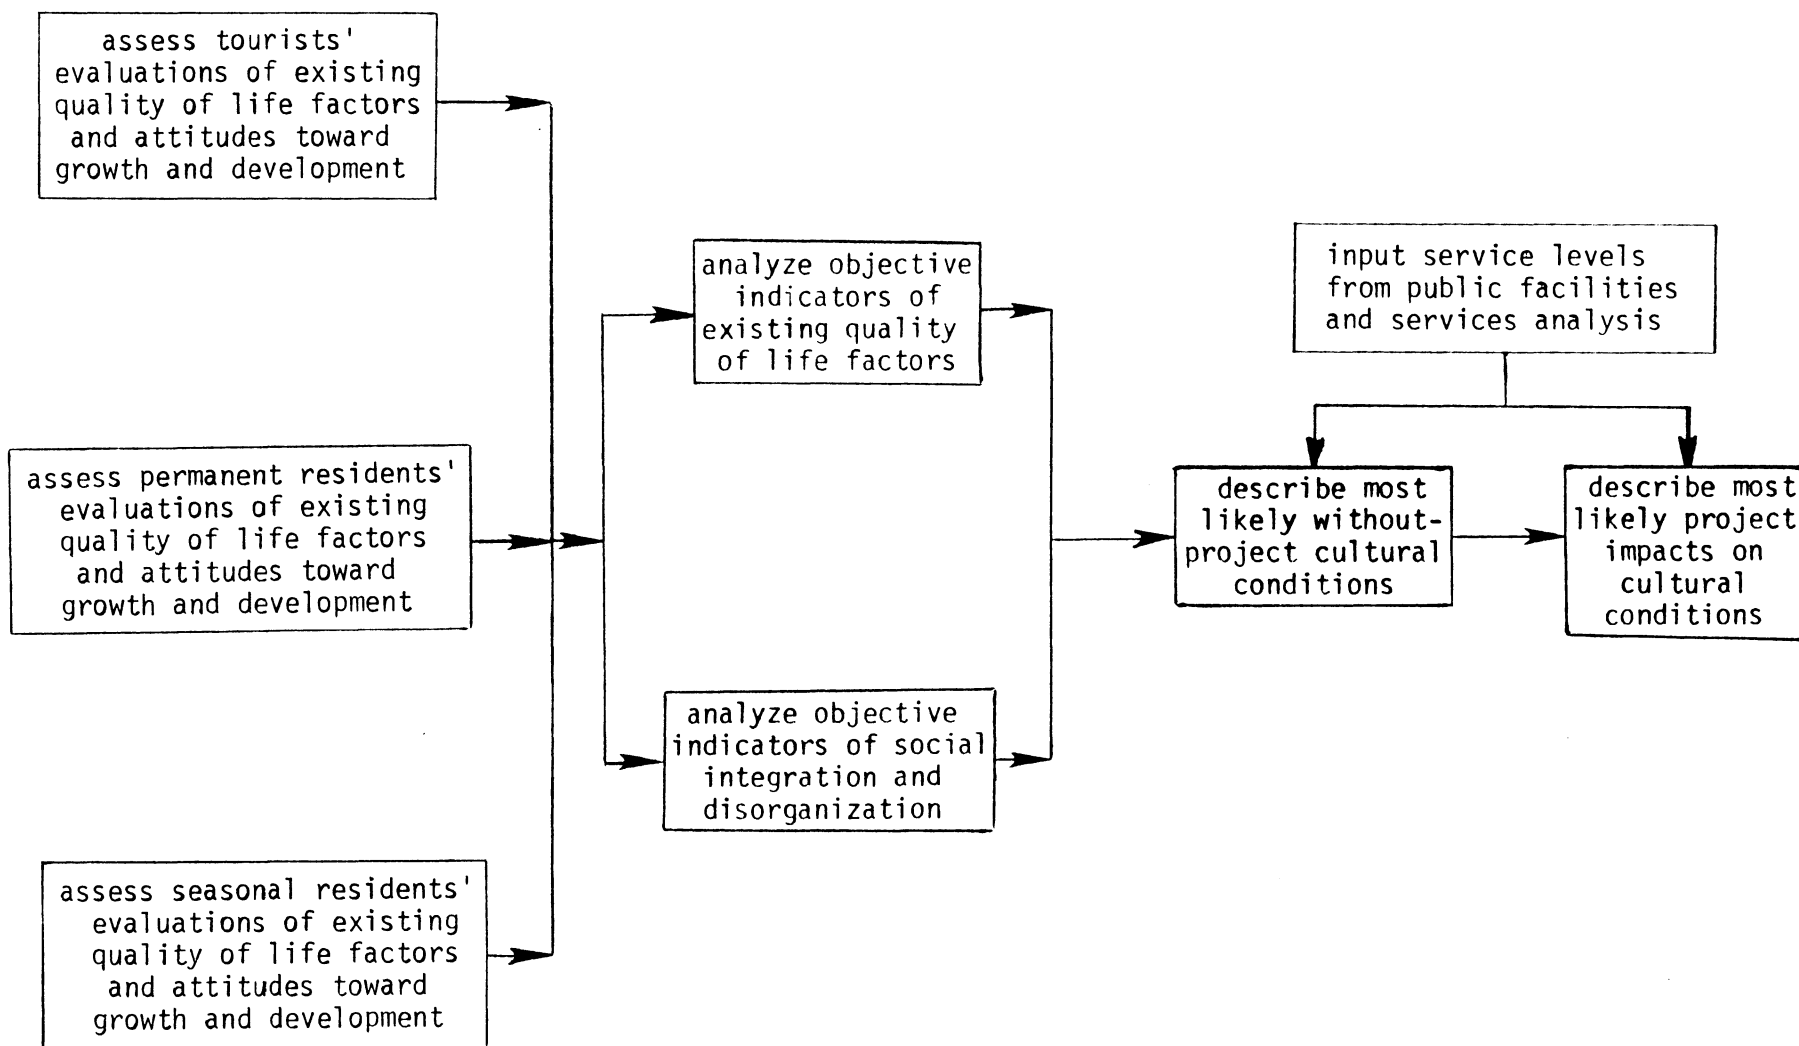 assess tourists'
evaluations of existing
quality of life factors
and attitudes toward
growth and development
assess permanent residents'
evaluations of existing
quality of life factors
and attitudes toward
growth and development
assess seasonal residents'
evaluations of existing
quality of life factors
and attitudes toward
growth and development
analyze objective
indicators of
existing quality
of life factors
analyze objective
indicators of social
integration and
disorganization
input service levels
from public facilities
and services analysis
describe most
likely without-
project cultural
conditions
describe most
likely project
impacts on
cultural
conditions